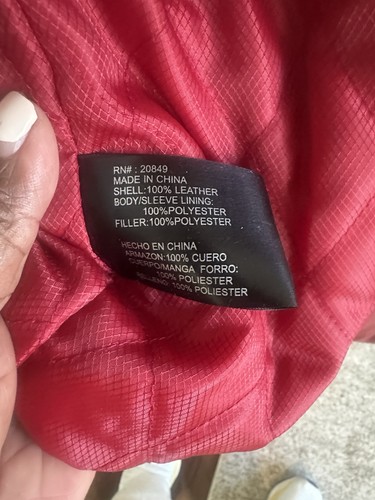 RN# : 20849
MADE IN CHINA
SHELL:100% LEATHER
BODY/SLEEVE LINING:
100%POLYESTER
FILLER:100%POLYESTER
HECHO EN CHINA
ARMAZON:100% CUERO
CUERPO/MANGA FORRO:
100% POLIESTER
100% POLIESTER